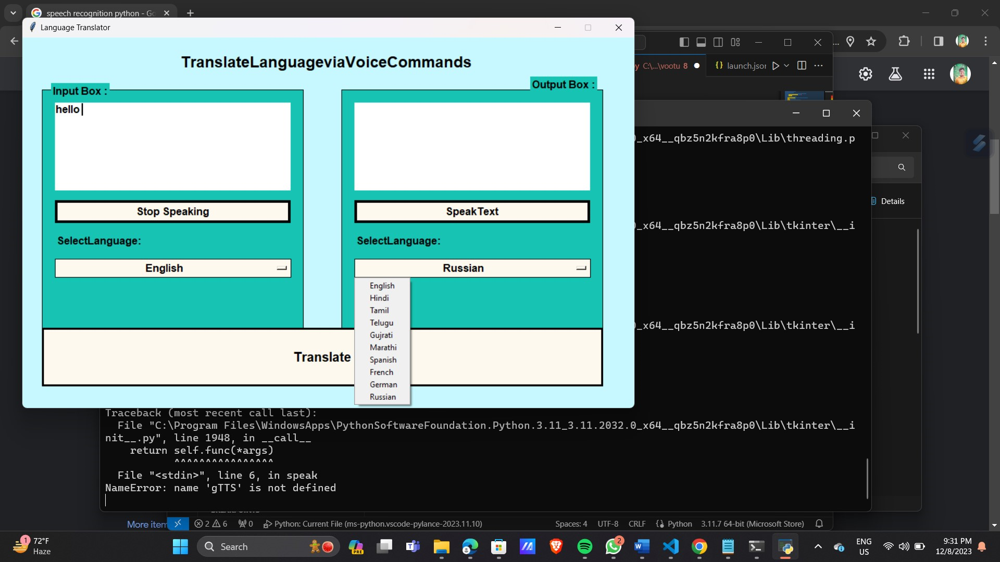 speech recognition python - Go
Language Translator
TranslateLanguageviaVoiceCommands
Input Box :
Output Box :
hello
Stop Speaking
SpeakText
SelectLanguage:
SelectLanguage:
English
Russian
English
Hindi
Tamil
Telugu
Gujrati
Marathi
Spanish
French
German
Russian
Translate
y C:\...\vootu 8
launch.jsor
...
0_x64__qbz5n2kfra8p0\Lib\threading.p
Details
0_x64__qbz5n2kfra8p0\Lib\tkinter\__i
0_x64__qbz5n2kfra8p0\Lib\tkinter\__i
Traceback (most recent call last):
File "C:\Program Files\WindowsApps\PythonSoftwareFoundation.Python.3.11_3.11.2032.0_x64__qbz5n2kfra8p0\Lib\tkinter\__i
nit__.py", line 1948, in __call__
return self.func(*args)
^^^^^^^^^^^^^^^^
File "<stdin>", line 6, in speak
NameError: name 'gTTS' is not defined
More item
2 6 0 Python: Current File (ms-python.vscode-pylance-2023.11.10) Spaces: 4 UTF-8 CRLF Python 3.11.7 64-bit (Microsoft Store)
1
72°F
Haze
Search
PRE
2
ENG
US
9:31 PM
12/8/2023